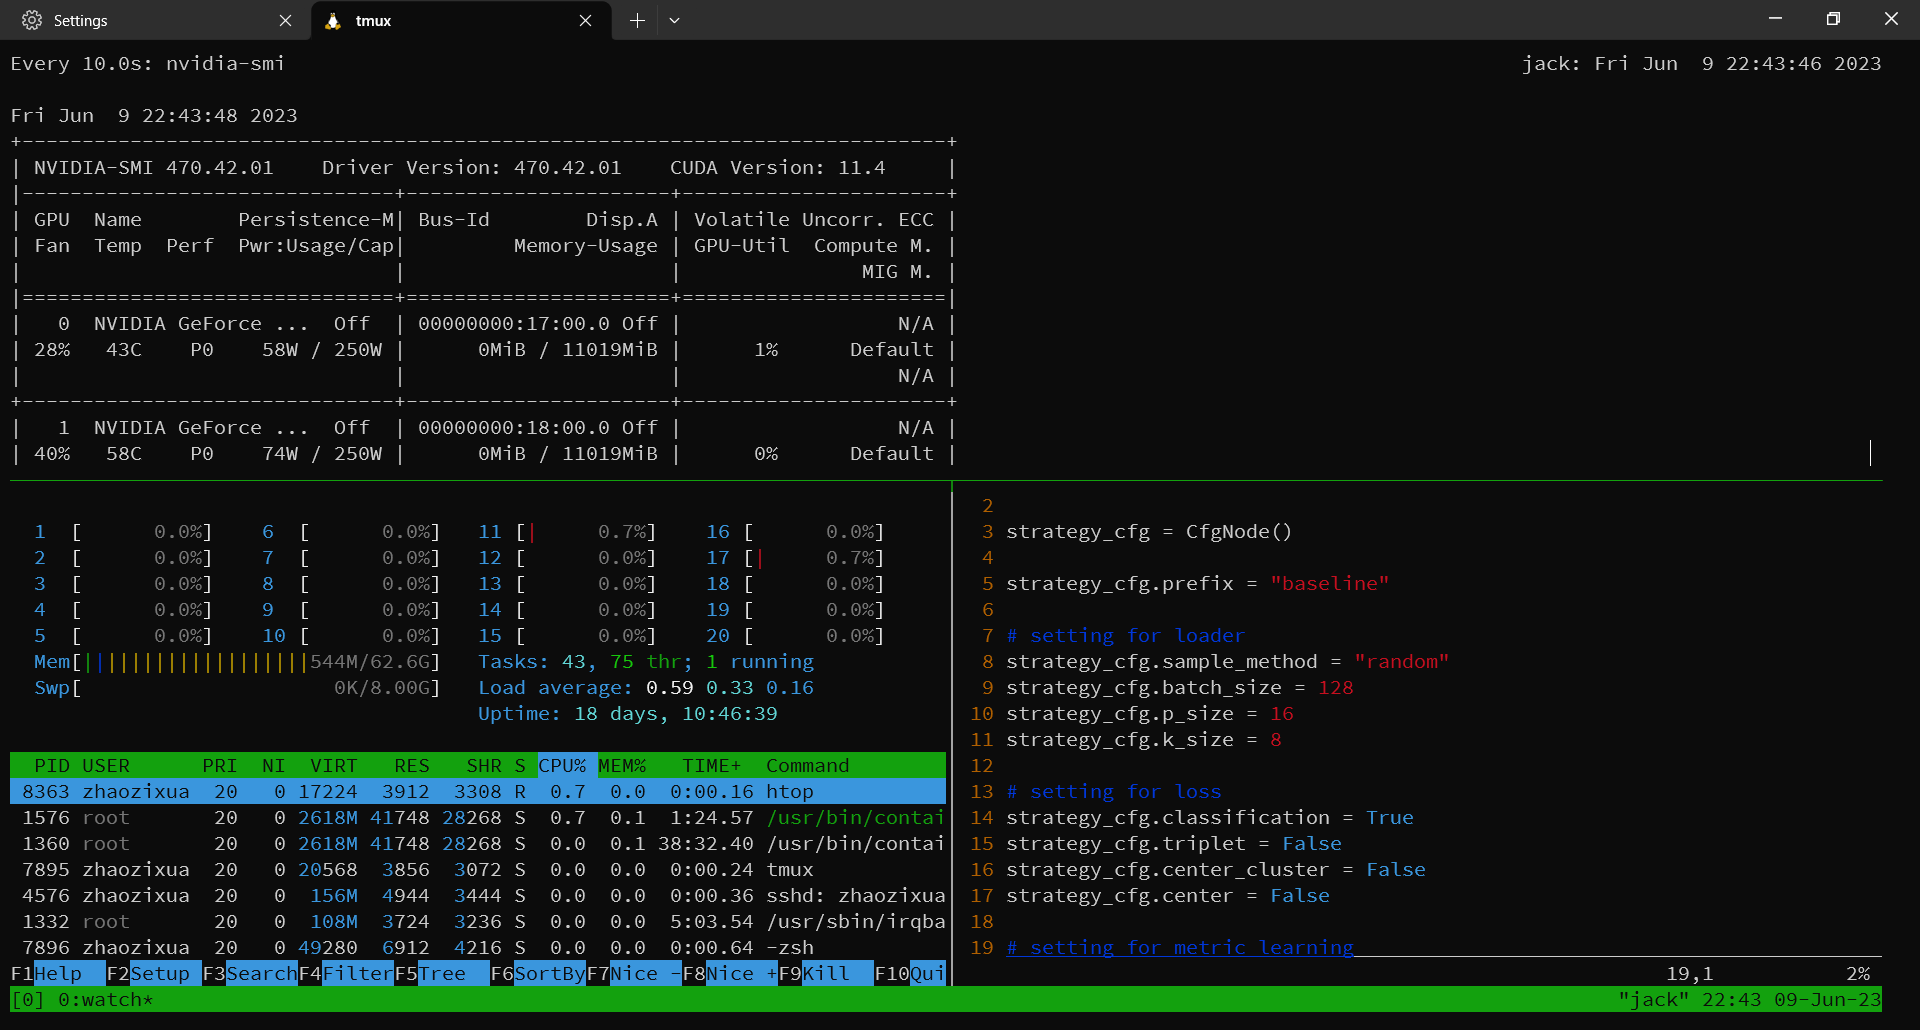 Settings
tmux
Every 10.0s: nvidia-smi jack: Fri Jun  9 22:43:46 2023
Fri Jun  9 22:43:48 2023
+-----------------------------------------------------------------------------+
| NVIDIA-SMI 470.42.01    Driver Version: 470.42.01    CUDA Version: 11.4     |
|-------------------------------+----------------------+----------------------+
| GPU  Name        Persistence-M| Bus-Id        Disp.A | Volatile Uncorr. ECC |
| Fan  Temp  Perf  Pwr:Usage/Cap|         Memory-Usage | GPU-Util  Compute M. |
|                               |                      |               MIG M. |
|===============================+======================+======================|
|   0  NVIDIA GeForce ...  Off  | 00000000:17:00.0 Off |                  N/A |
| 28%   43C    P0    58W / 250W |      0MiB / 11019MiB |      1%      Default |
|                               |                      |                  N/A |
+-------------------------------+----------------------+----------------------+
|   1  NVIDIA GeForce ...  Off  | 00000000:18:00.0 Off |                  N/A |
| 40%   58C    P0    74W / 250W |      0MiB / 11019MiB |      0%      Default |
1  [      0.0%]    6  [      0.0%]   11 [|     0.7%]    16 [      0.0%]
2  [      0.0%]    7  [      0.0%]   12 [      0.0%]    17 [|     0.7%]
3  [      0.0%]    8  [      0.0%]   13 [      0.0%]    18 [      0.0%]
4  [      0.0%]    9  [      0.0%]   14 [      0.0%]    19 [      0.0%]
5  [      0.0%]    10 [      0.0%]   15 [      0.0%]    20 [      0.0%]
Mem[|||||||||||||||||||544M/62.6G]   Tasks: 43, 75 thr; 1 running
Swp[                     0K/8.00G]   Load average: 0.59 0.33 0.16
Uptime: 18 days, 10:46:39
PID USER      PRI  NI  VIRT   RES   SHR S CPU% MEM%   TIME+  Command
8363 zhaozixua  20   0 17224  3912  3308 R  0.7  0.0  0:00.16 htop
1576 root       20   0 2618M 41748 28268 S  0.7  0.1  1:24.57 /usr/bin/contai
1360 root       20   0 2618M 41748 28268 S  0.0  0.1 38:32.40 /usr/bin/contai
7895 zhaozixua  20   0 20568  3856  3072 S  0.0  0.0  0:00.24 tmux
4576 zhaozixua  20   0  156M  4944  3444 S  0.0  0.0  0:00.36 sshd: zhaozixua
1332 root       20   0  108M  3724  3236 S  0.0  0.0  5:03.54 /usr/sbin/irqba
7896 zhaozixua  20   0 49280  6912  4216 S  0.0  0.0  0:00.64 -zsh
F1Help  F2Setup F3SearchF4FilterF5Tree  F6SortByF7Nice -F8Nice +F9Kill  F10Qui
2
3 strategy_cfg = CfgNode()
4
5 strategy_cfg.prefix = "baseline"
6
7 # setting for loader
8 strategy_cfg.sample_method = "random"
9 strategy_cfg.batch_size = 128
10 strategy_cfg.p_size = 16
11 strategy_cfg.k_size = 8
12
13 # setting for loss
14 strategy_cfg.classification = True
15 strategy_cfg.triplet = False
16 strategy_cfg.center_cluster = False
17 strategy_cfg.center = False
18
19 # setting for metric learning
19,1 2%
[0] 0:watch* "jack" 22:43 09-Jun-23